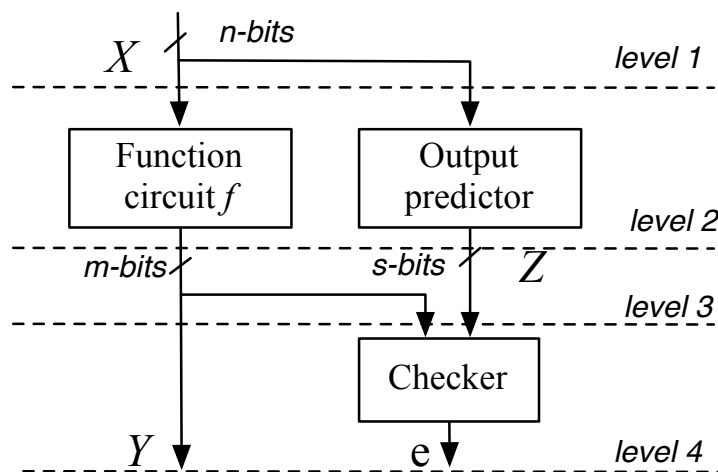 n-bits
X
level 1
Function
circuit f
Output
predictor
level 2
m-bits
s-bits
Z
level 3
Checker
Y
e
level 4